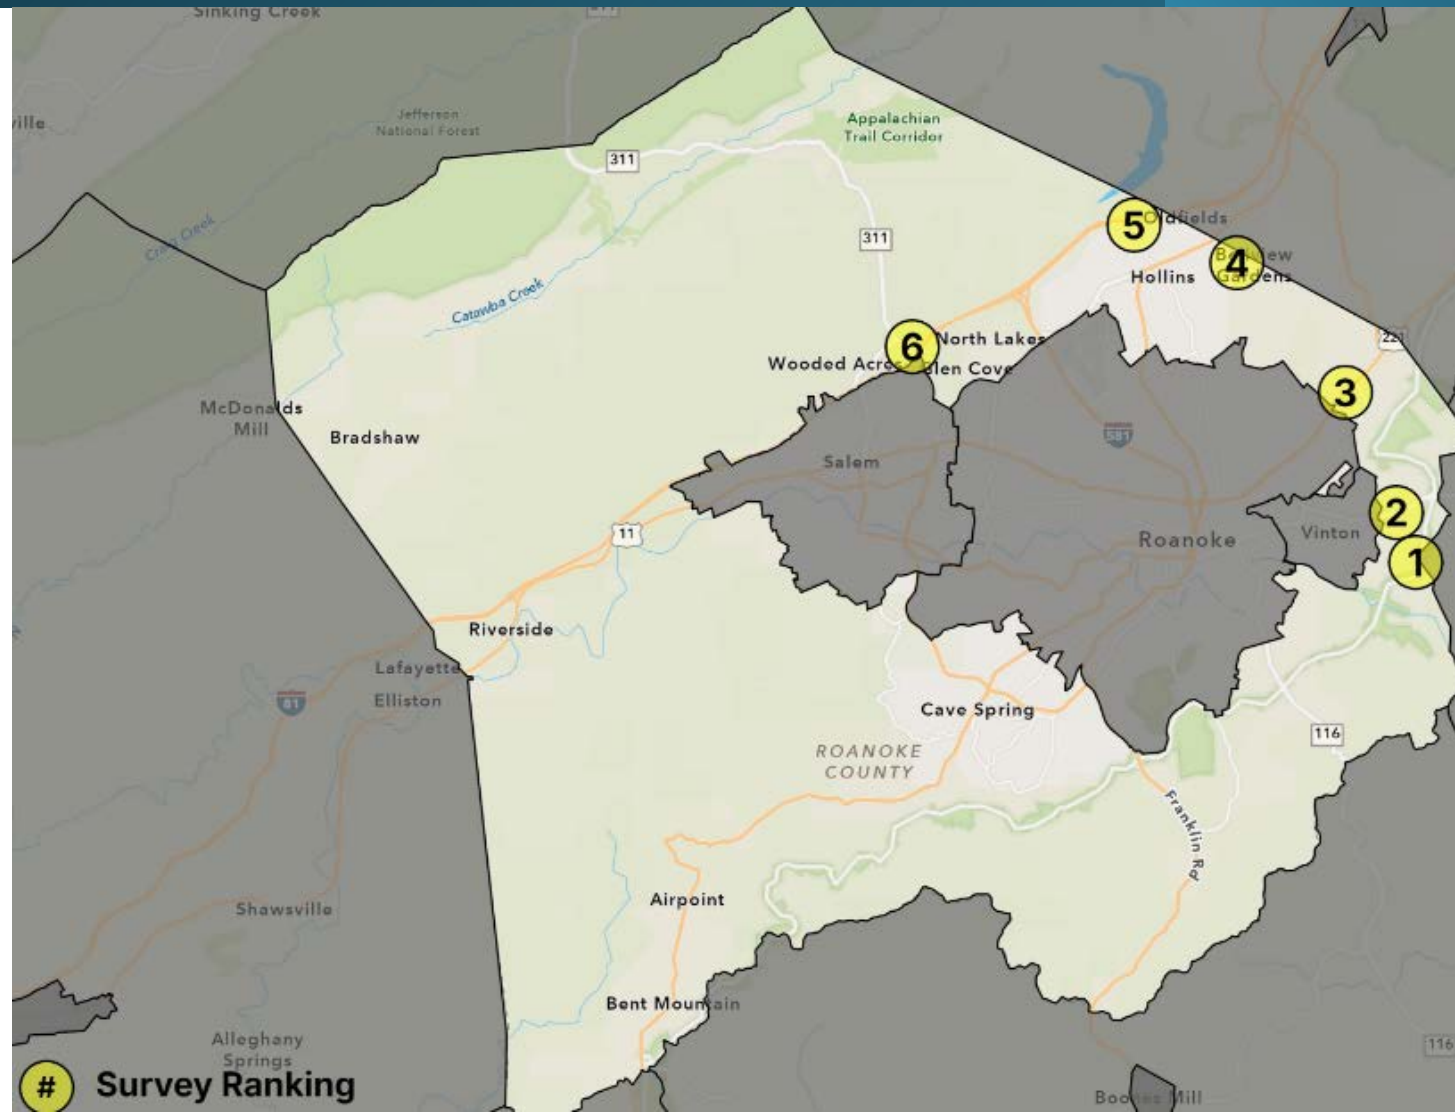 Sinking Creek
Jefferson
National Forest
ville
Appalachian
Trail Corridor
311
Craig Creek
5
Oldfields
311
4
Hollins
Gardens
Catawba Creek
221
6
North Lakes
Wooded Acres
Glen Cove
3
McDonalds
Mill
Bradshaw
581
Salem
2
11
Roanoke
Vinton
1
Riverside
Lafayette
81
Elliston
Cave Spring
116
ROANOKE
COUNTY
Franklin Rd
Airpoint
Shawsville
Bent Mountain
Alleghany
Springs
116
# Survey Ranking
Boones Mill